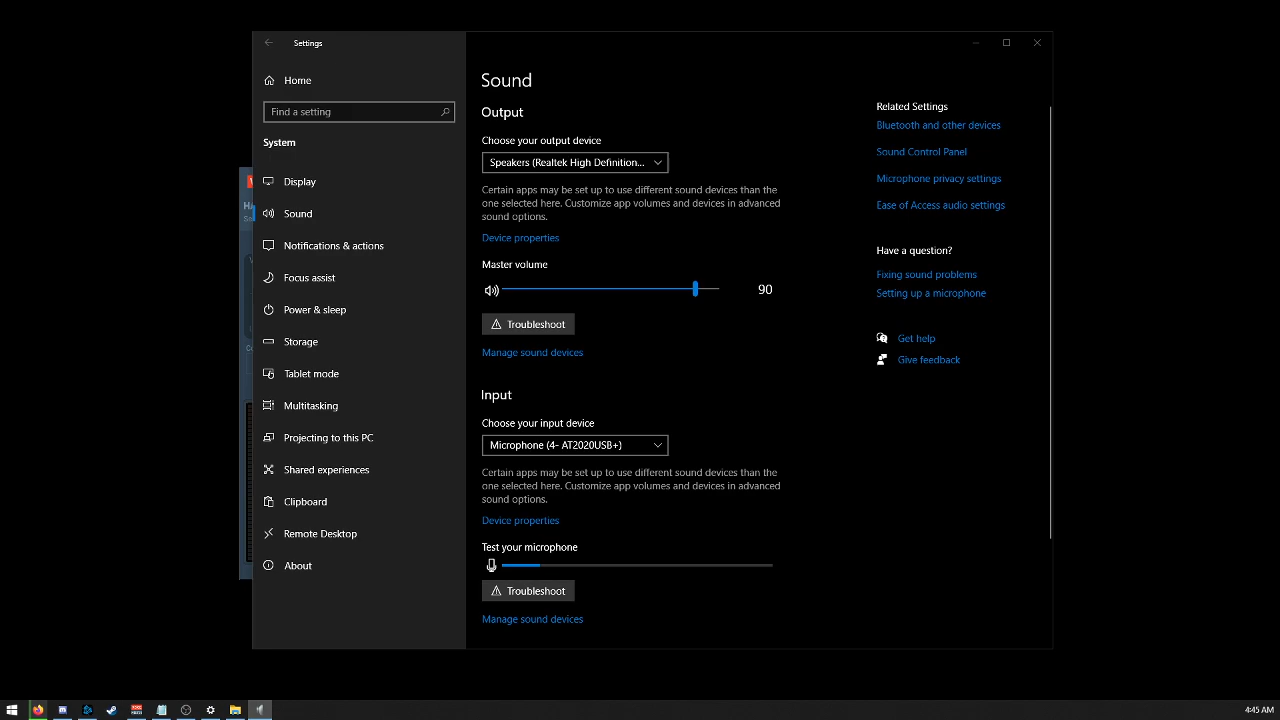 Settings
Home
Find a setting
System
Display
Sound
Notifications & actions
Focus assist
Power & sleep
Storage
Tablet mode
Multitasking
Projecting to this PC
Shared experiences
Clipboard
Remote Desktop
About
Sound
Output
Choose your output device
Speakers (Realtek High Definition...
Certain apps may be set up to use different sound devices than the
one selected here. Customize app volumes and devices in advanced
sound options.
Device properties
Master volume
90
Troubleshoot
Manage sound devices
Input
Choose your input device
Microphone (4- AT2020USB+)
Certain apps may be set up to use different sound devices than the
one selected here. Customize app volumes and devices in advanced
sound options.
Device properties
Test your microphone
Troubleshoot
Manage sound devices
Related Settings
Bluetooth and other devices
Sound Control Panel
Microphone privacy settings
Ease of Access audio settings
Have a question?
Fixing sound problems
Setting up a microphone
Get help
Give feedback
4:45 AM